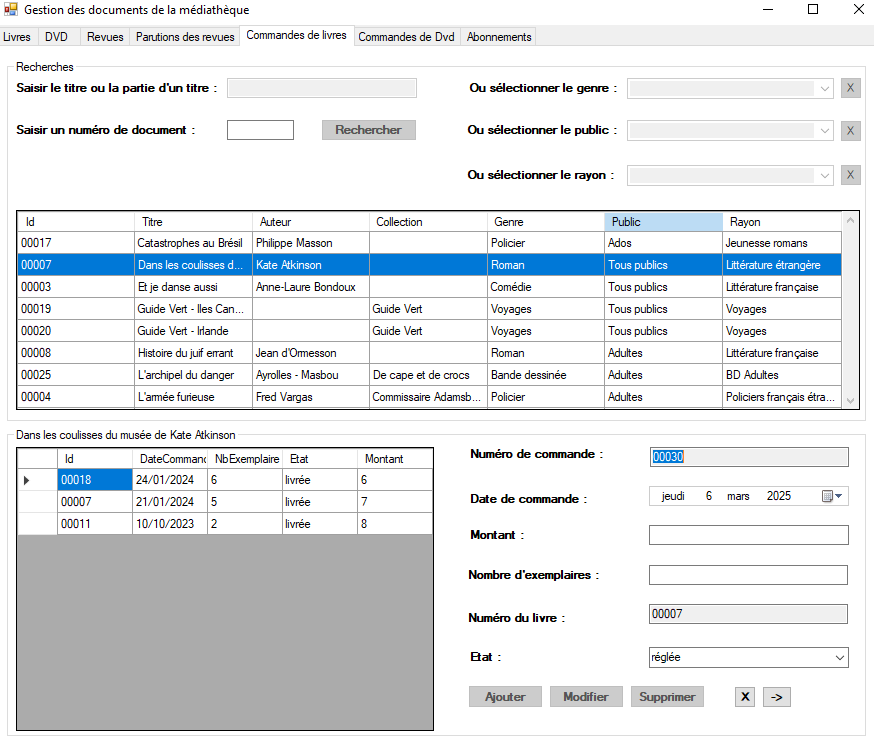 Gestion des documents de la médiathèque
Livres DVD Revues Parutions des revues Commandes de livres Commandes de Dvd Abonnements
Recherches
Saisir le titre ou la partie d'un titre : Ou sélectionner le genre : X
Saisir un numéro de document : Rechercher Ou sélectionner le public : X
Ou sélectionner le rayon : X
Id Titre Auteur Collection Genre Public Rayon
00017 Catastrophes au Brésil Philippe Masson Policier Ados Jeunesse romans
00007 Dans les coulisses d... Kate Atkinson Roman Tous publics Littérature étrangère
00003 Et je danse aussi Anne-Laure Bondoux Comédie Tous publics Littérature française
00019 Guide Vert - Iles Can... Guide Vert Voyages Tous publics Voyages
00020 Guide Vert - Irlande Guide Vert Voyages Tous publics Voyages
00008 Histoire du juif errant Jean d'Ormesson Roman Adultes Littérature française
00025 L'archipel du danger Ayrolles - Masbou De cape et de crocs Bande dessinée Adultes BD Adultes
00004 L'armée furieuse Fred Vargas Commissaire Adamsb... Policier Adultes Policiers français étra...
Dans les coulisses du musée de Kate Atkinson
Id DateCommand NbExemplaire Etat Montant
00018 24/01/2024 6 livrée 6
00007 21/01/2024 5 livrée 7
00011 10/10/2023 2 livrée 8
Numéro de commande : 00030
Date de commande : jeudi 6 mars 2025
Montant :
Nombre d'exemplaires :
Numéro du livre : 00007
Etat : réglée
Ajouter Modifier Supprimer X ->